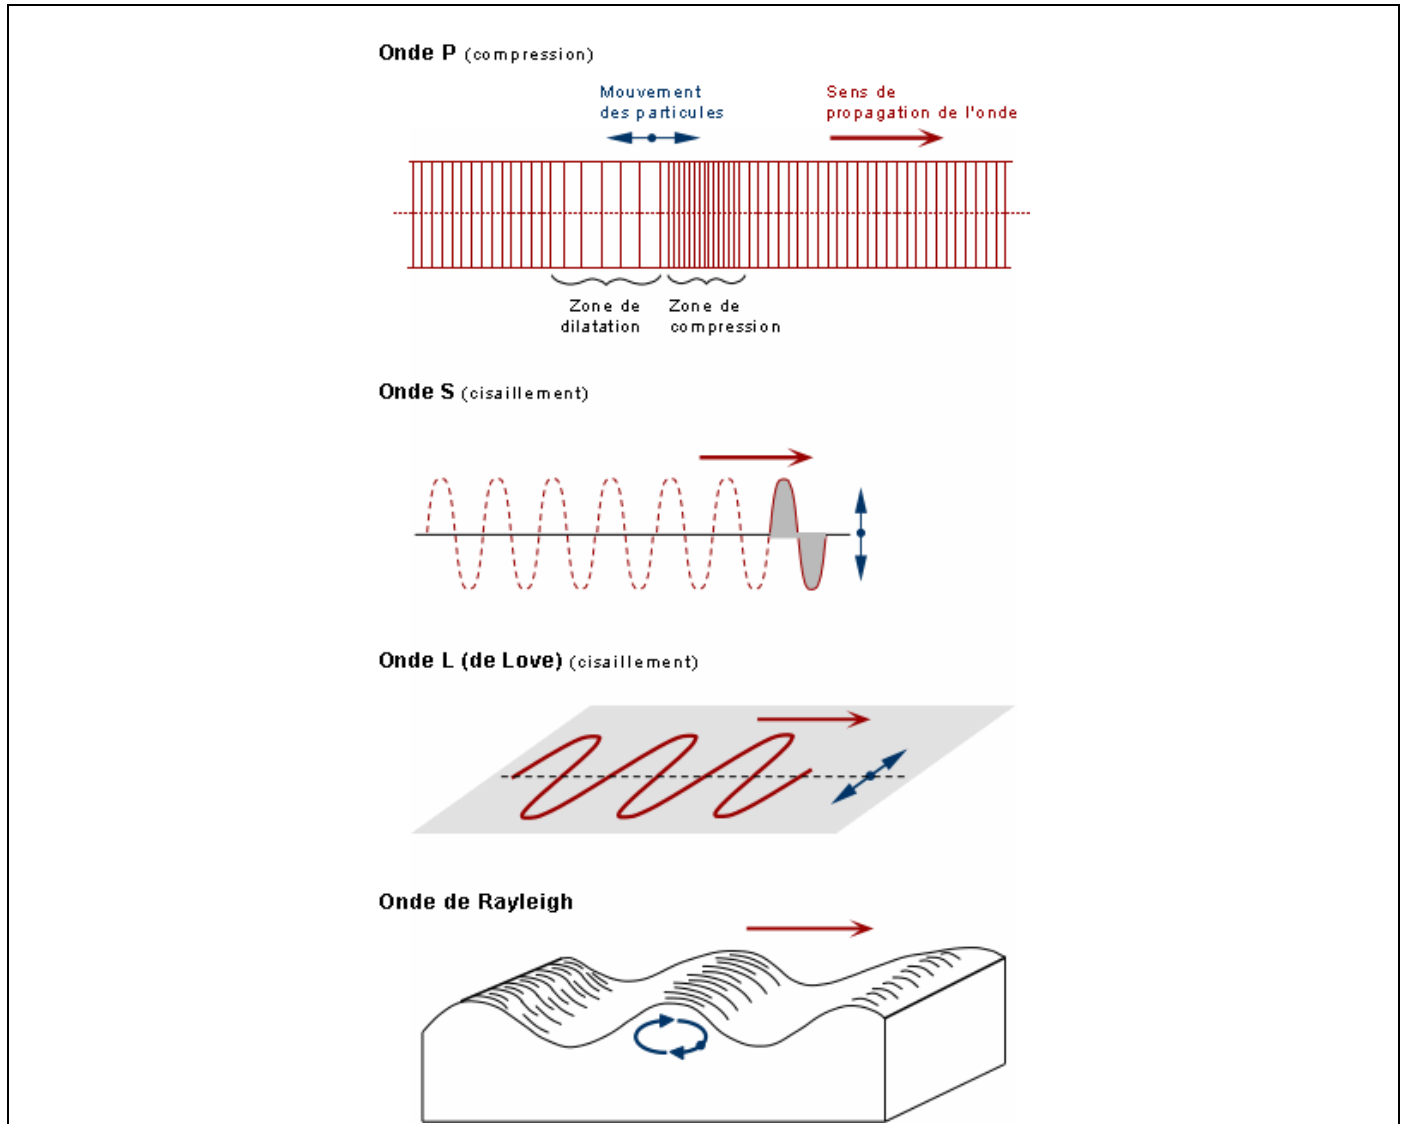 Onde P (compression)
Mouvement
des particules
Sens de
propagation de l'onde
Zone de
dilatation
Zone de
compression
Onde S (cisaillement)
Onde L (de Love) (cisaillement)
Onde de Rayleigh